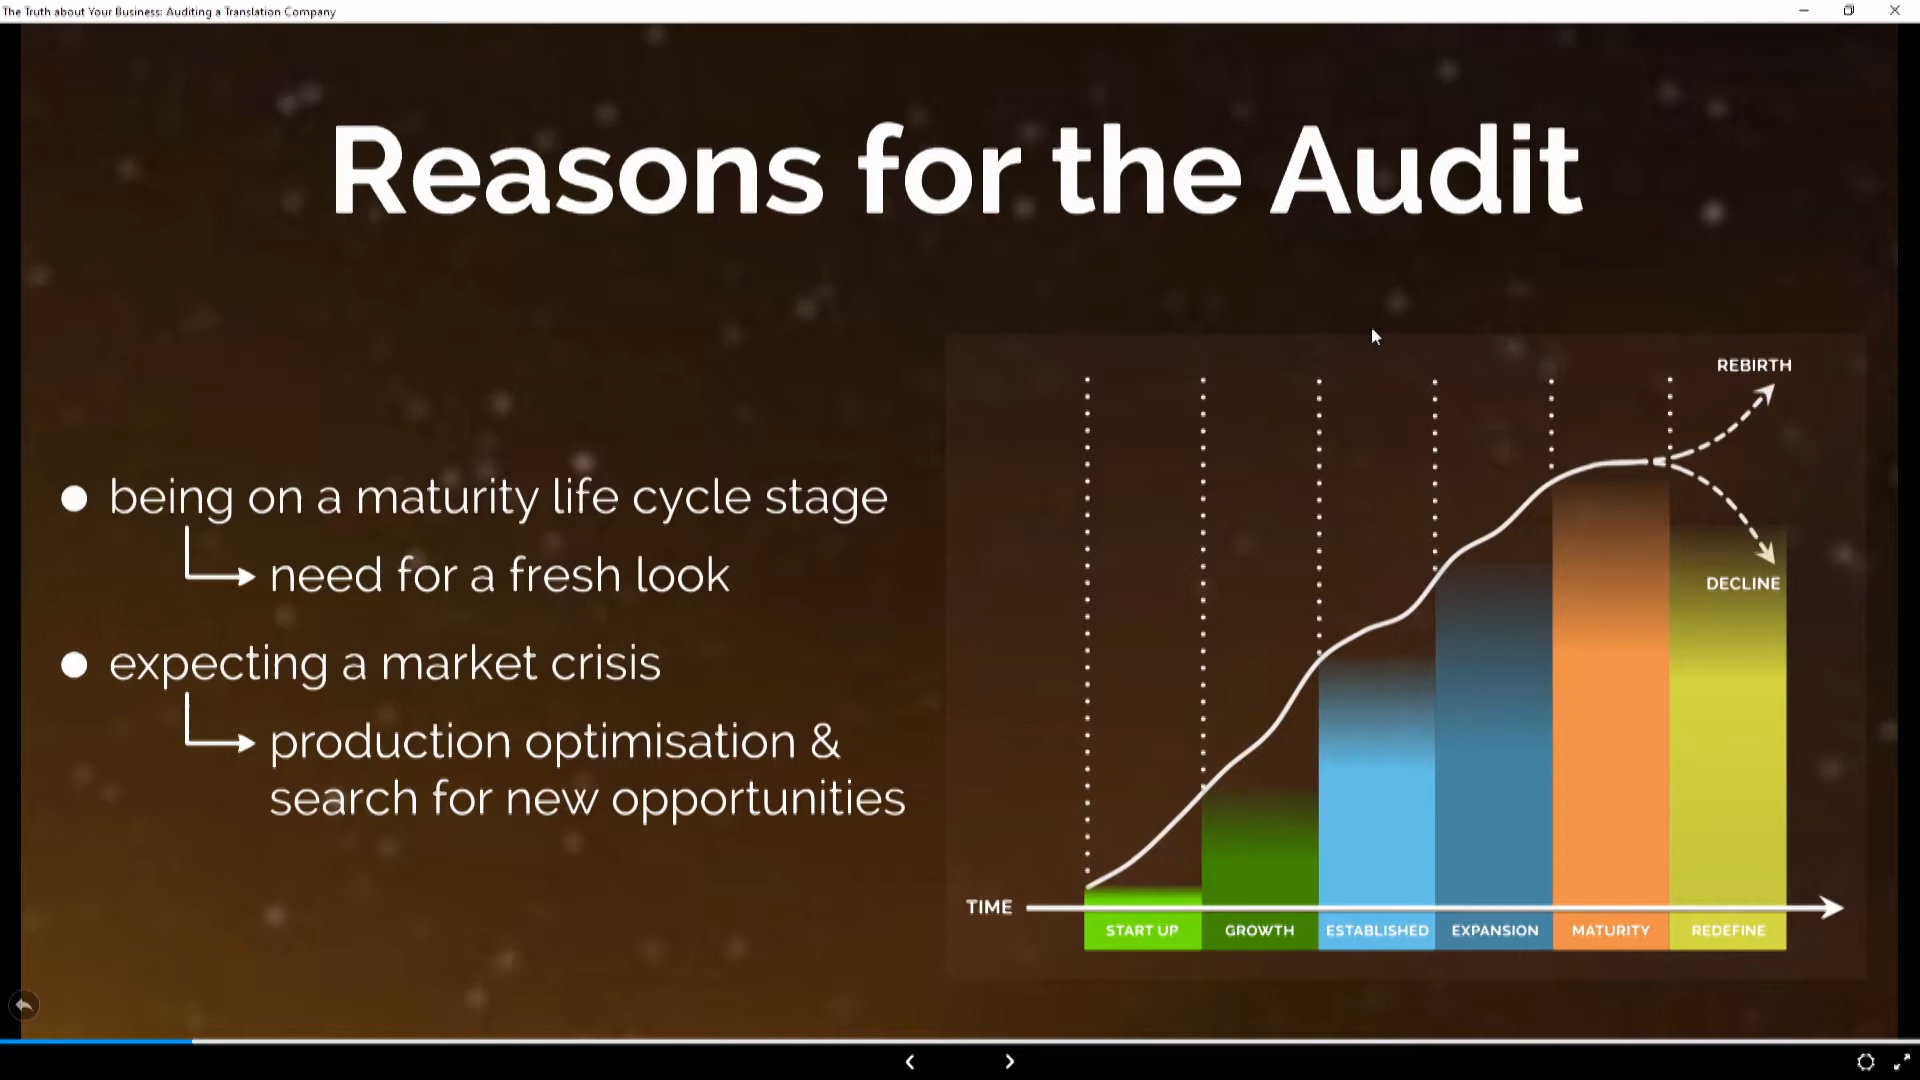 The Truth about Your Business: Auditing a Translation Company
Reasons for the Audit
being on a maturity life cycle stage
need for a fresh look
expecting a market crisis
production optimisation &
search for new opportunities
REBIRTH
DECLINE
TIME
START UP
GROWTH
ESTABLISHED
EXPANSION
MATURITY
REDEFINE